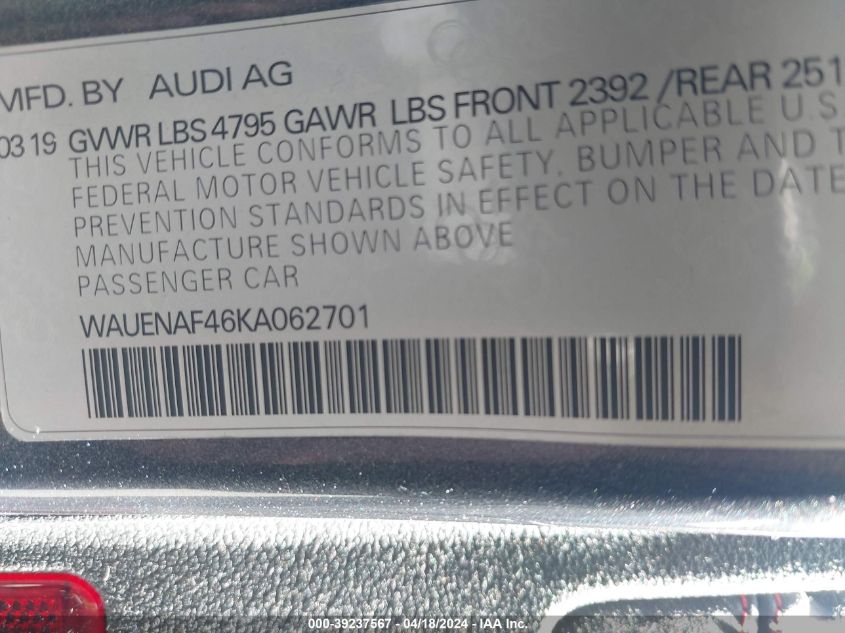 MFD. BY AUDI AG
03 19 GVWR LBS 4795 GAWR LBS FRONT 2392 / REAR 251
THIS VEHICLE CONFORMS TO ALL APPLICABLE U.S
FEDERAL MOTOR VEHICLE SAFETY, BUMPER AND T
PREVENTION STANDARDS IN EFFECT ON THE DATE
MANUFACTURE SHOWN ABOVE
PASSENGER CAR
WAUENAF46KA062701
000-39237567 - 04/18/2024 - IAA Inc.